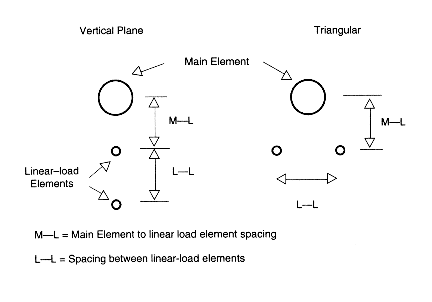 Vertical Plane
Triangular
Main Element
M—L
M—L
Linear–load
Elements
L—L
L—L
M—L = Main Element to linear load element spacing
L—L = Spacing between linear-load elements